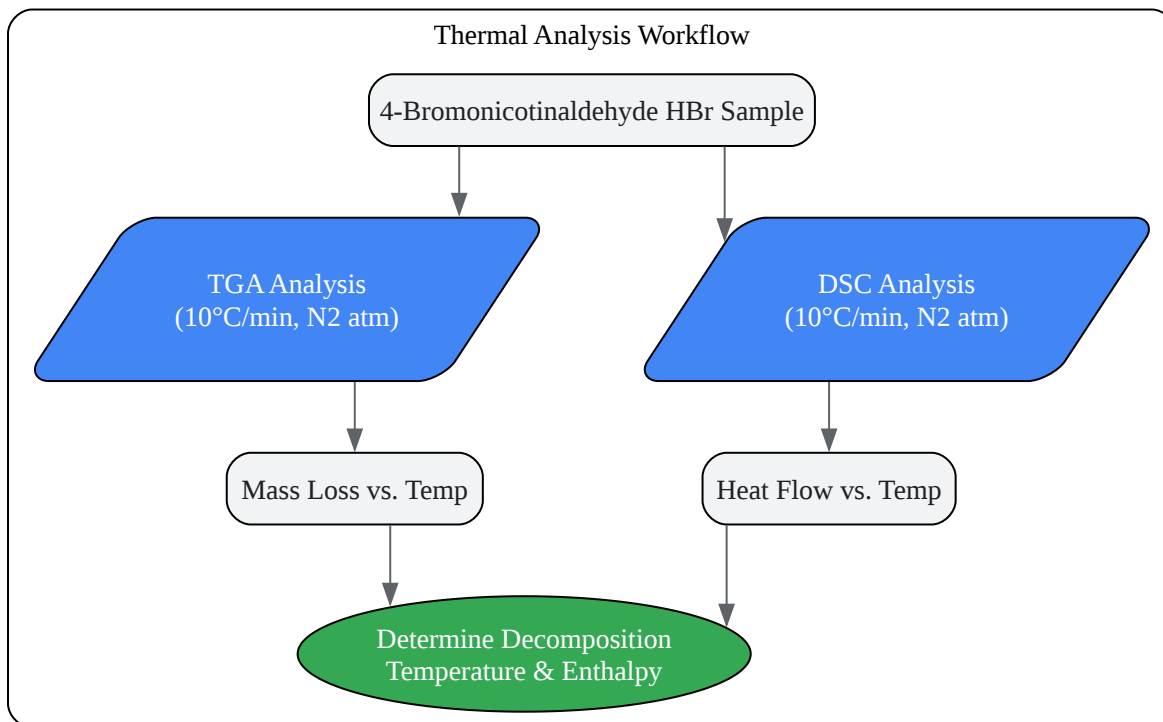 Thermal Analysis Workflow
4-Bromonicotinaldehyde HBr Sample
TGA Analysis
(10°C/min, N2 atm)
DSC Analysis
(10°C/min, N2 atm)
Mass Loss vs. Temp
Heat Flow vs. Temp
Determine Decomposition
Temperature & Enthalpy